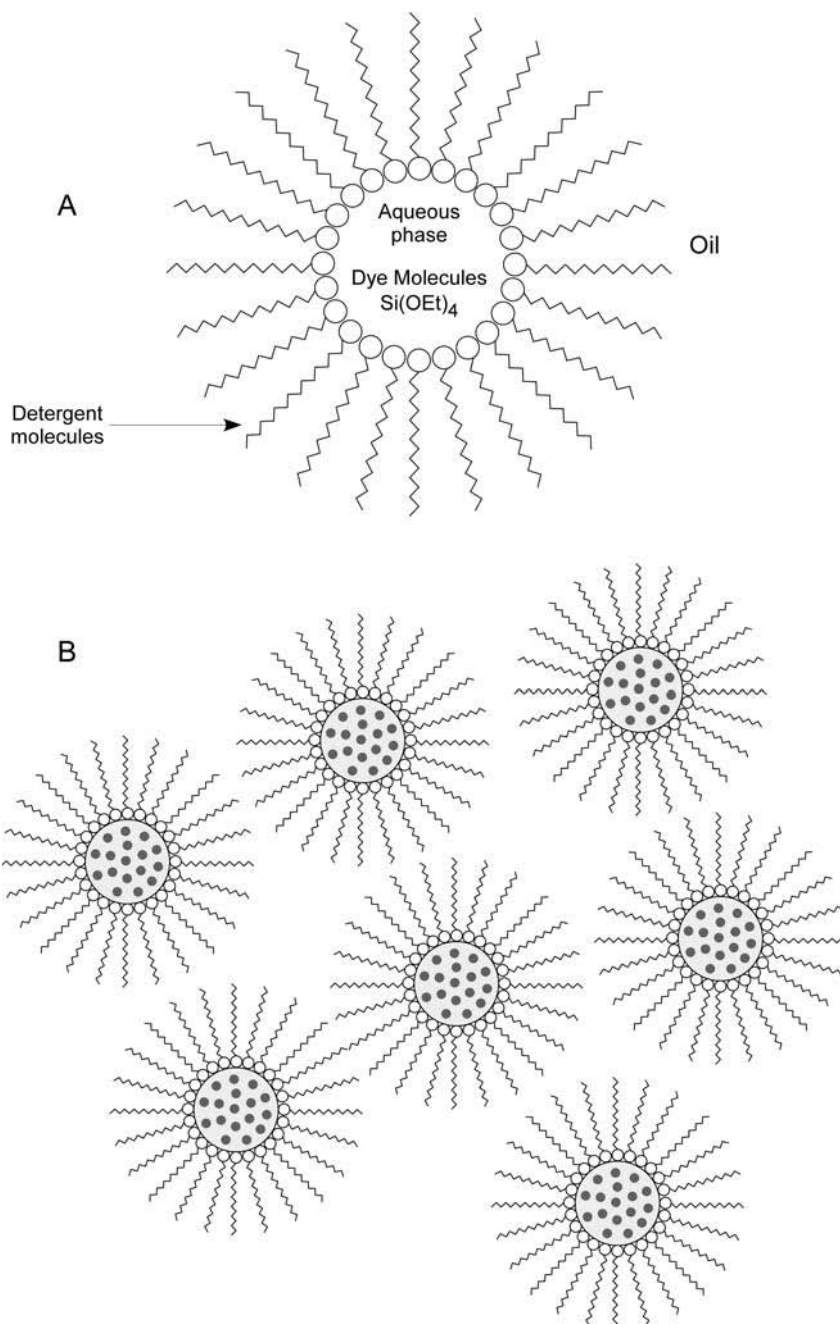 A
Aqueous
phase
Oil
Dye Molecules
Si(OEt)4
Detergent
molecules
B